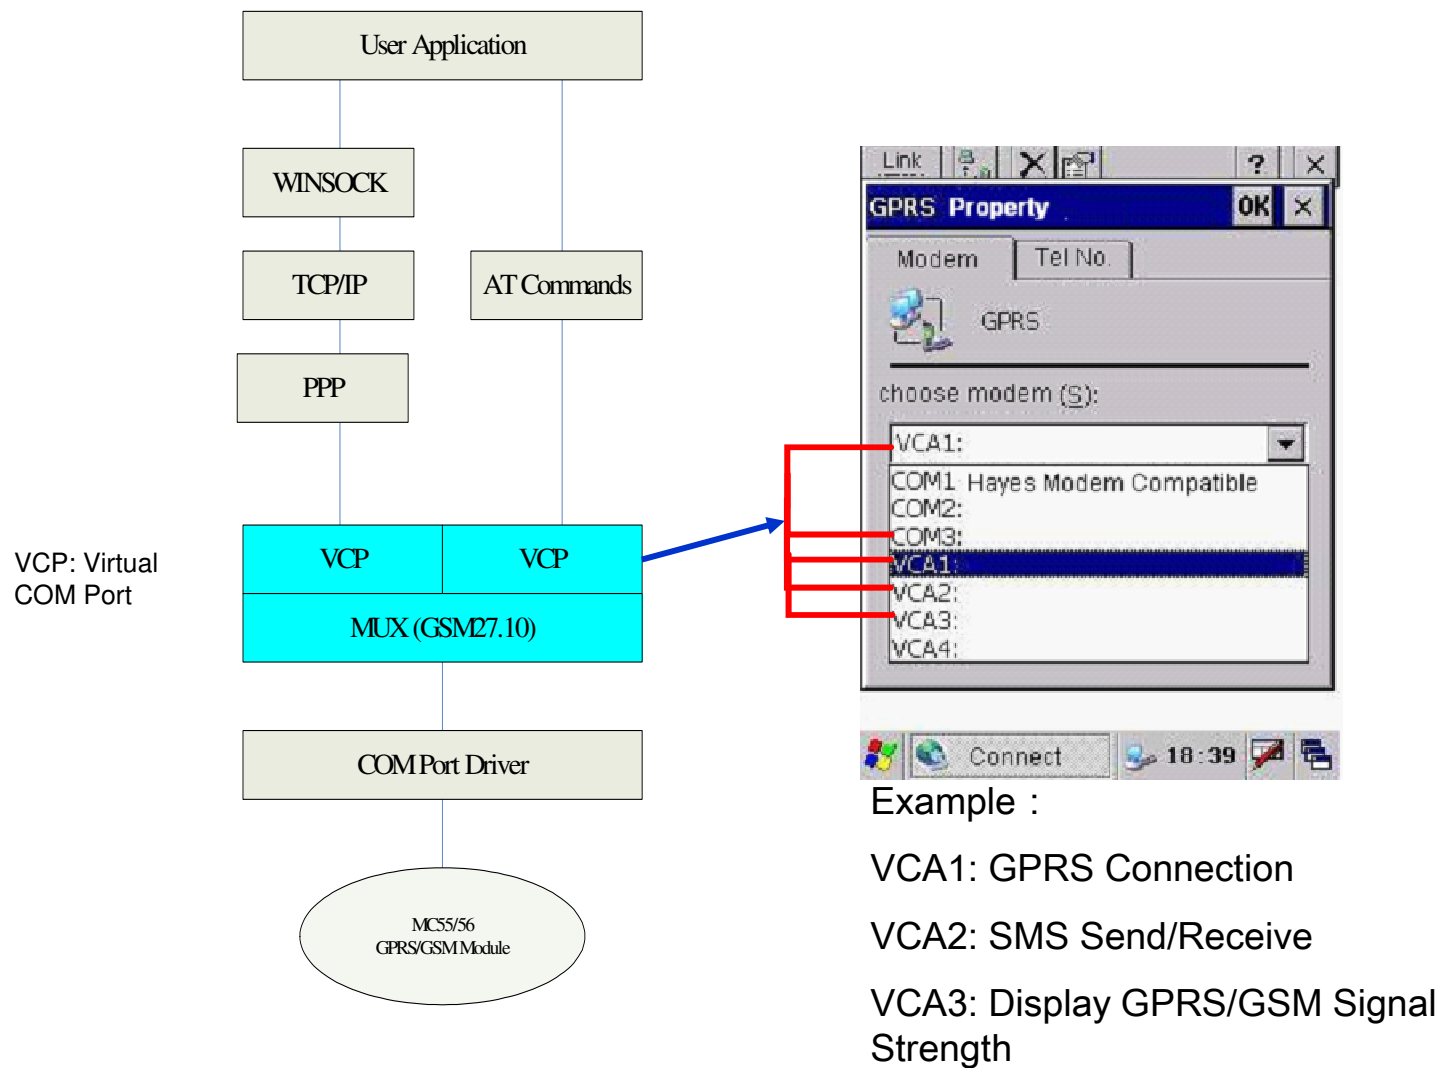 User Application
WINSOCK
TCP/IP
AT Commands
PPP
VCP: Virtual
COM Port
VCP
VCP
MUX (GSM27.10)
COM Port Driver
MC55/56
GPRS/GSM Module
Link
?
GPRS Property
OK
Modem
Tel No.
GPRS
choose modem (S):
VCA1:
COM1 Hayes Modem Compatible
COM2:
COM3:
VCA1:
VCA2:
VCA3:
VCA4:
Connect
18:39
Example :
VCA1: GPRS Connection
VCA2: SMS Send/Receive
VCA3: Display GPRS/GSM Signal
Strength